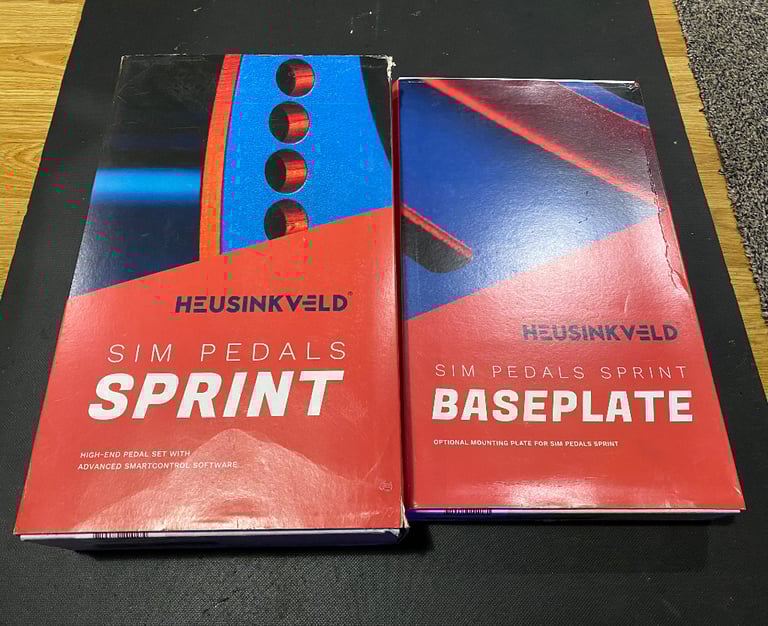 HEUSINKVELD®
SIM PEDALS
SPRINT
HIGH-END PEDAL SET WITH
ADVANCED SMARTCONTROL SOFTWARE
HEUSINKVELD
SIM PEDALS SPRINT
BASEPLATE
OPTIONAL MOUNTING PLATE FOR SIM PEDALS SPRINT